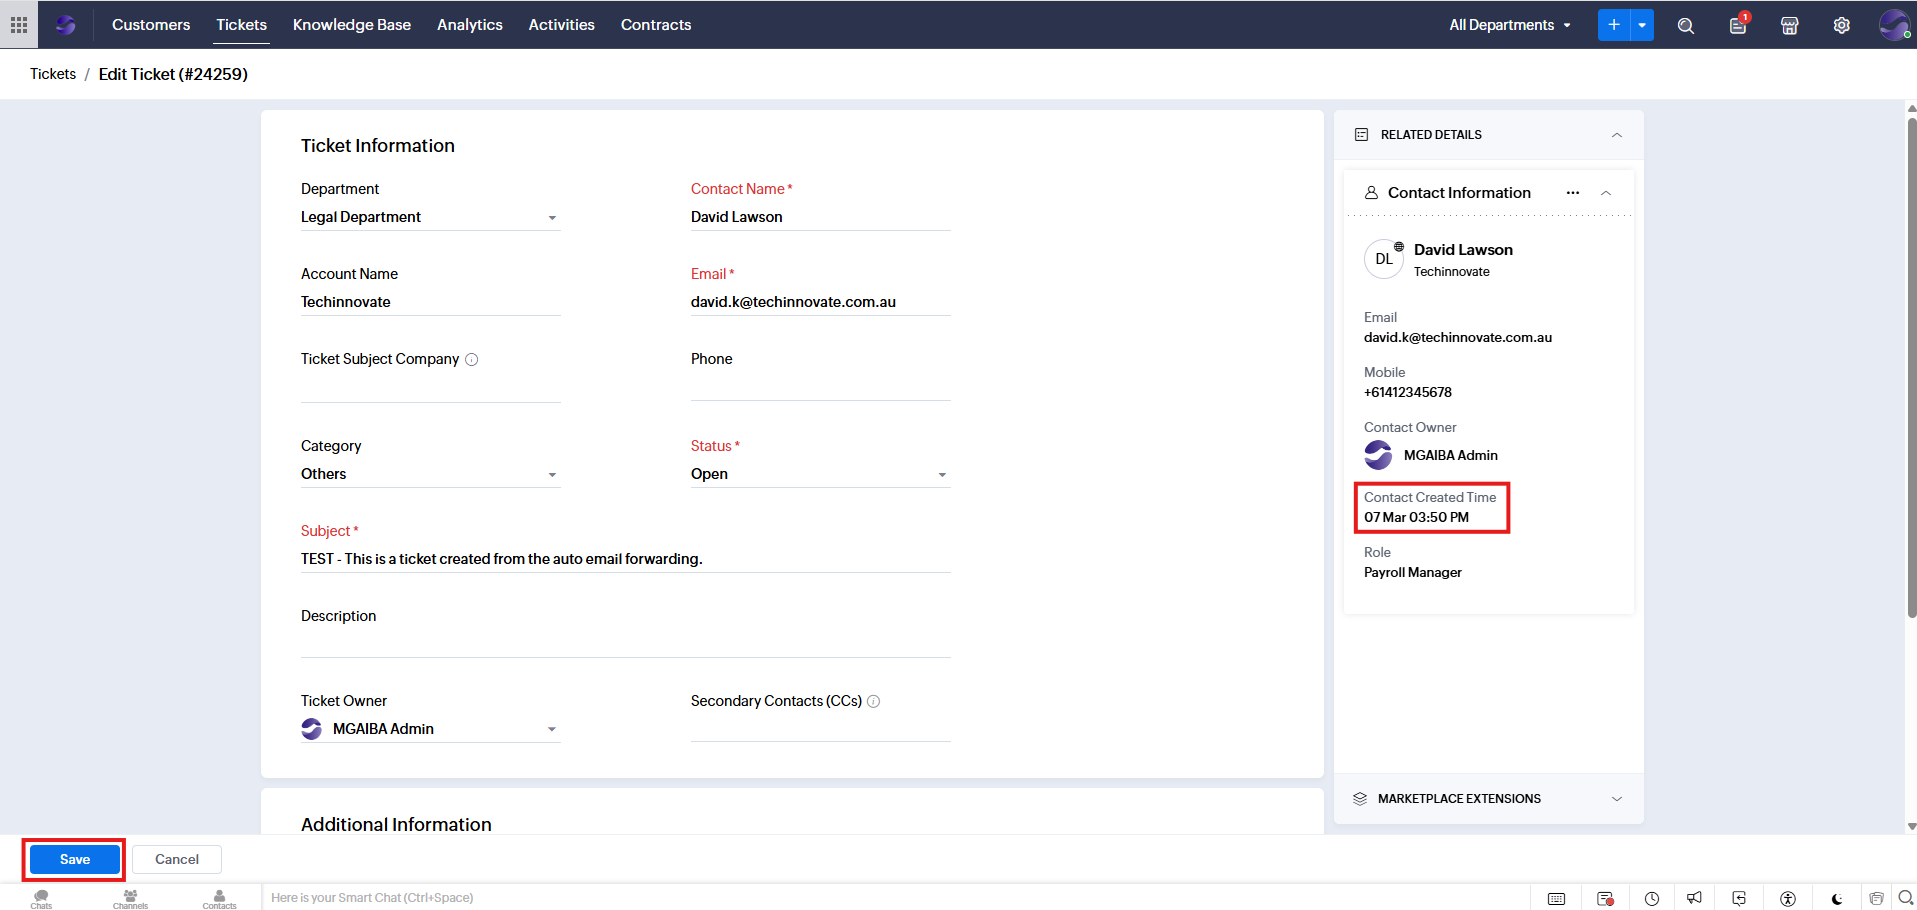 Customers Tickets Knowledge Base Analytics Activities Contracts All Departments 1
Tickets / Edit Ticket (#24259)
Ticket Information
Department
Legal Department
Contact Name *
David Lawson
Account Name
Techinnovate
Email *
david.k@techinnovate.com.au
Ticket Subject Company
Phone
Category
Others
Status *
Open
Subject *
TEST - This is a ticket created from the auto email forwarding.
Description
Ticket Owner
MGAIBA Admin
Secondary Contacts (CCs)
Additional Information
RELATED DETAILS
Contact Information
DL
David Lawson
Techinnovate
Email
david.k@techinnovate.com.au
Mobile
+61412345678
Contact Owner
MGAIBA Admin
Contact Created Time
07 Mar 03:50 PM
Role
Payroll Manager
MARKETPLACE EXTENSIONS
Save Cancel
Chats Channels Contacts Here is your Smart Chat (Ctrl+Space)